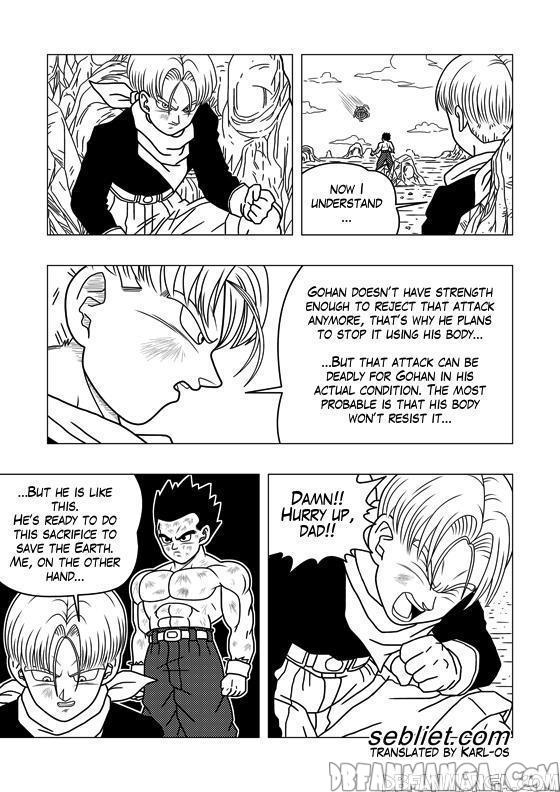 NOW I
UNDERSTAND
...
GOHAN DOESN'T HAVE STRENGTH
ENOUGH TO REJECT THAT ATTACK
ANYMORE, THAT'S WHY HE PLANS
TO STOP IT USING HIS BODY...
...BUT THAT ATTACK CAN BE
DEADLY FOR GOHAN IN HIS
ACTUAL CONDITION. THE MOST
PROBABLE IS THAT HIS BODY
WON'T RESIST IT...
...BUT HE IS LIKE
THIS.
HE'S READY TO DO
THIS SACRIFICE TO
SAVE THE EARTH.
ME, ON THE OTHER
HAND...
DAMN!!
HURRY UP,
DAD!!
sebliet.com
TRANSLATED BY KARL-OS
DBFANMANGA.COM